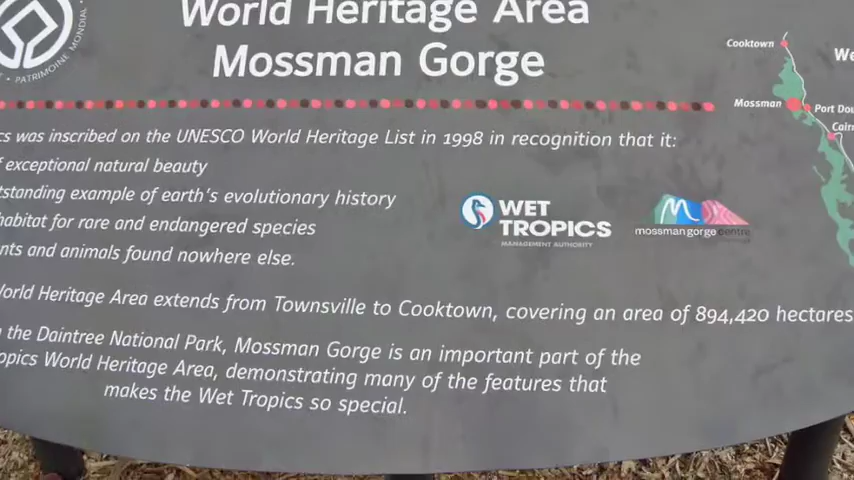 World Heritage Area
Mossman Gorge
• PATRIMOINE MONDIAL
Cooktown
We
Mossman
Port Dou
Cairn
cs was inscribed on the UNESCO World Heritage List in 1998 in recognition that it:
f exceptional natural beauty
tstanding example of earth's evolutionary history
habitat for rare and endangered species
nts and animals found nowhere else.
WET
TROPICS
MANAGEMENT AUTHORITY
mossman gorge centre
World Heritage Area extends from Townsville to Cooktown, covering an area of 894,420 hectares
n the Daintree National Park, Mossman Gorge is an important part of the
opics World Heritage Area, demonstrating many of the features that
makes the Wet Tropics so special.